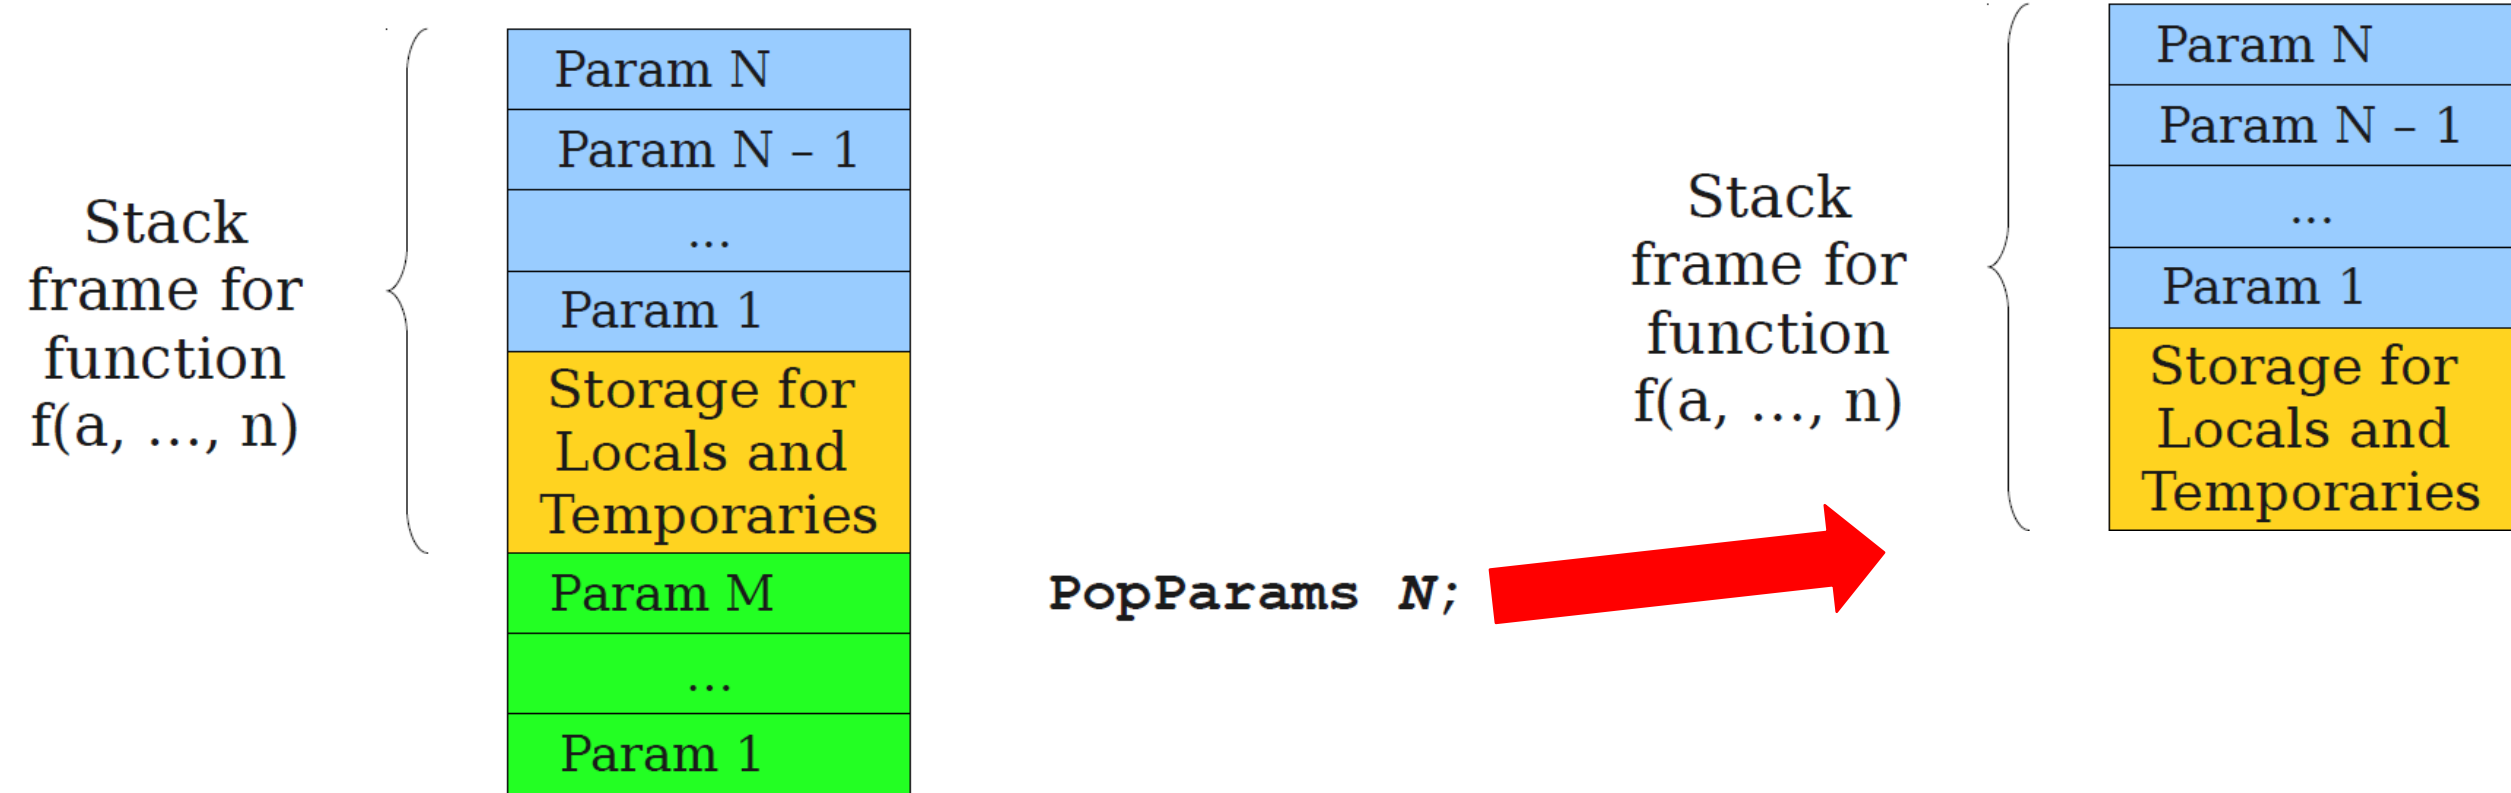 Stack
frame for
function
f(a, …, n)
Param N
Param N – 1
...
Param 1
Storage for
Locals and
Temporaries
Param M
...
Param 1
PopParams N;
Stack
frame for
function
f(a, …, n)
Param N
Param N – 1
...
Param 1
Storage for
Locals and
Temporaries